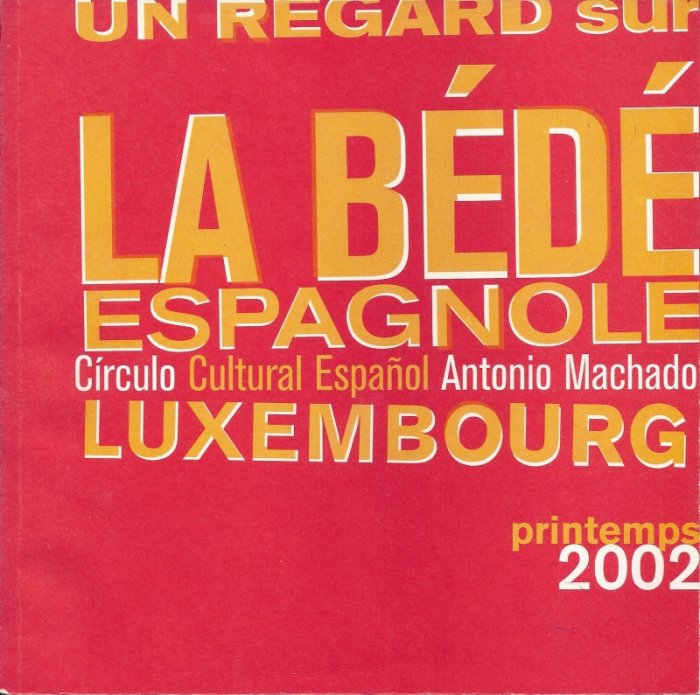 UN REGARD sur
LA BÉDÉ
ESPAGNOLE
Círculo Cultural Español Antonio Machado
LUXEMBOURG
printemps
2002